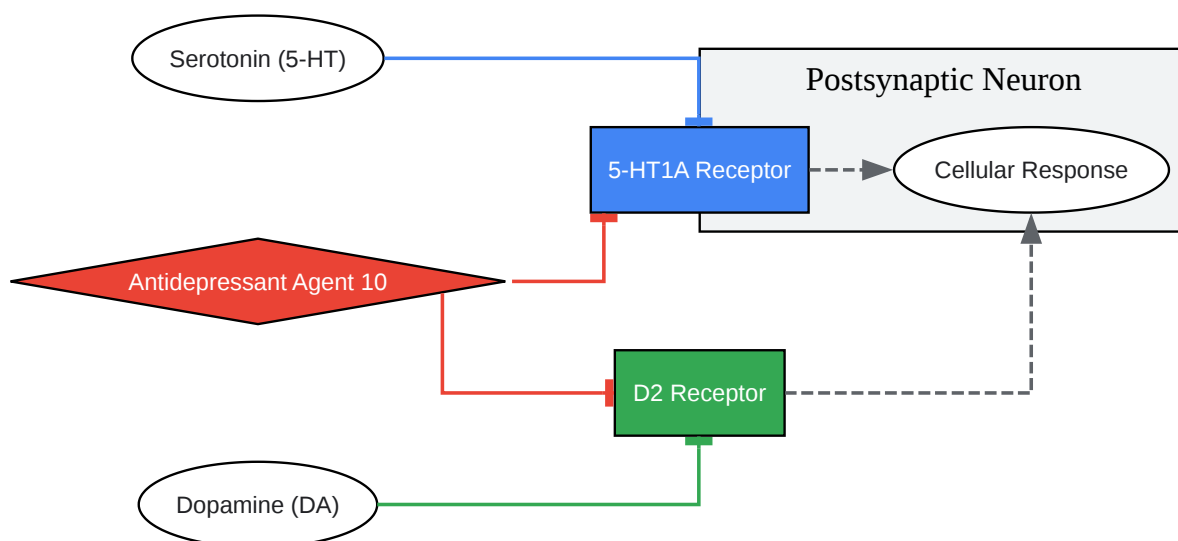 Serotonin (5-HT)
Postsynaptic Neuron
5-HT1A Receptor
Cellular Response
Antidepressant Agent 10
D2 Receptor
Dopamine (DA)